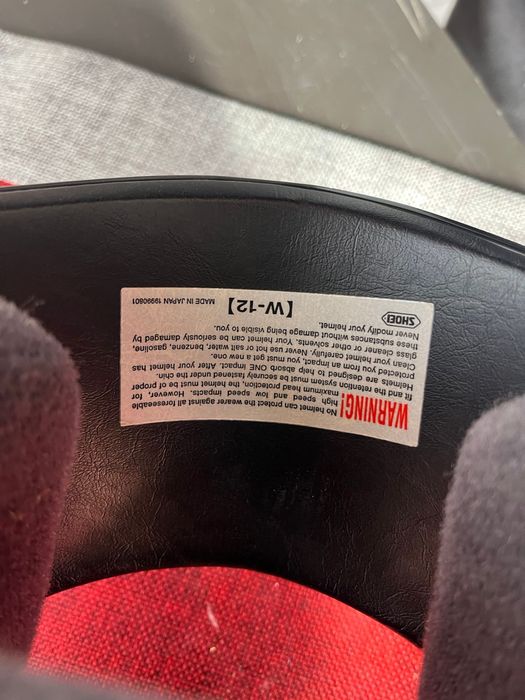 WARNING!
No helmet can protect the wearer against all foreseeable
high speed and low speed impacts. However, for
maximum head protection, the helmet must be of proper
fit and the retention system must be securely fastened under the chin.
Helmets are designed to help absorb ONE impact. After your helmet has
protected you from an impact, you must get a new one.
Clean your helmet carefully. Never use hot or salt water, benzene, benzate, gasoline,
glass or other cleaner or other solvents. Your helmet can be seriously damaged by
these substances without damage being visible to you.
Never modify your helmet.
SHOEI
【W-12】
MADE IN JAPAN 19990801